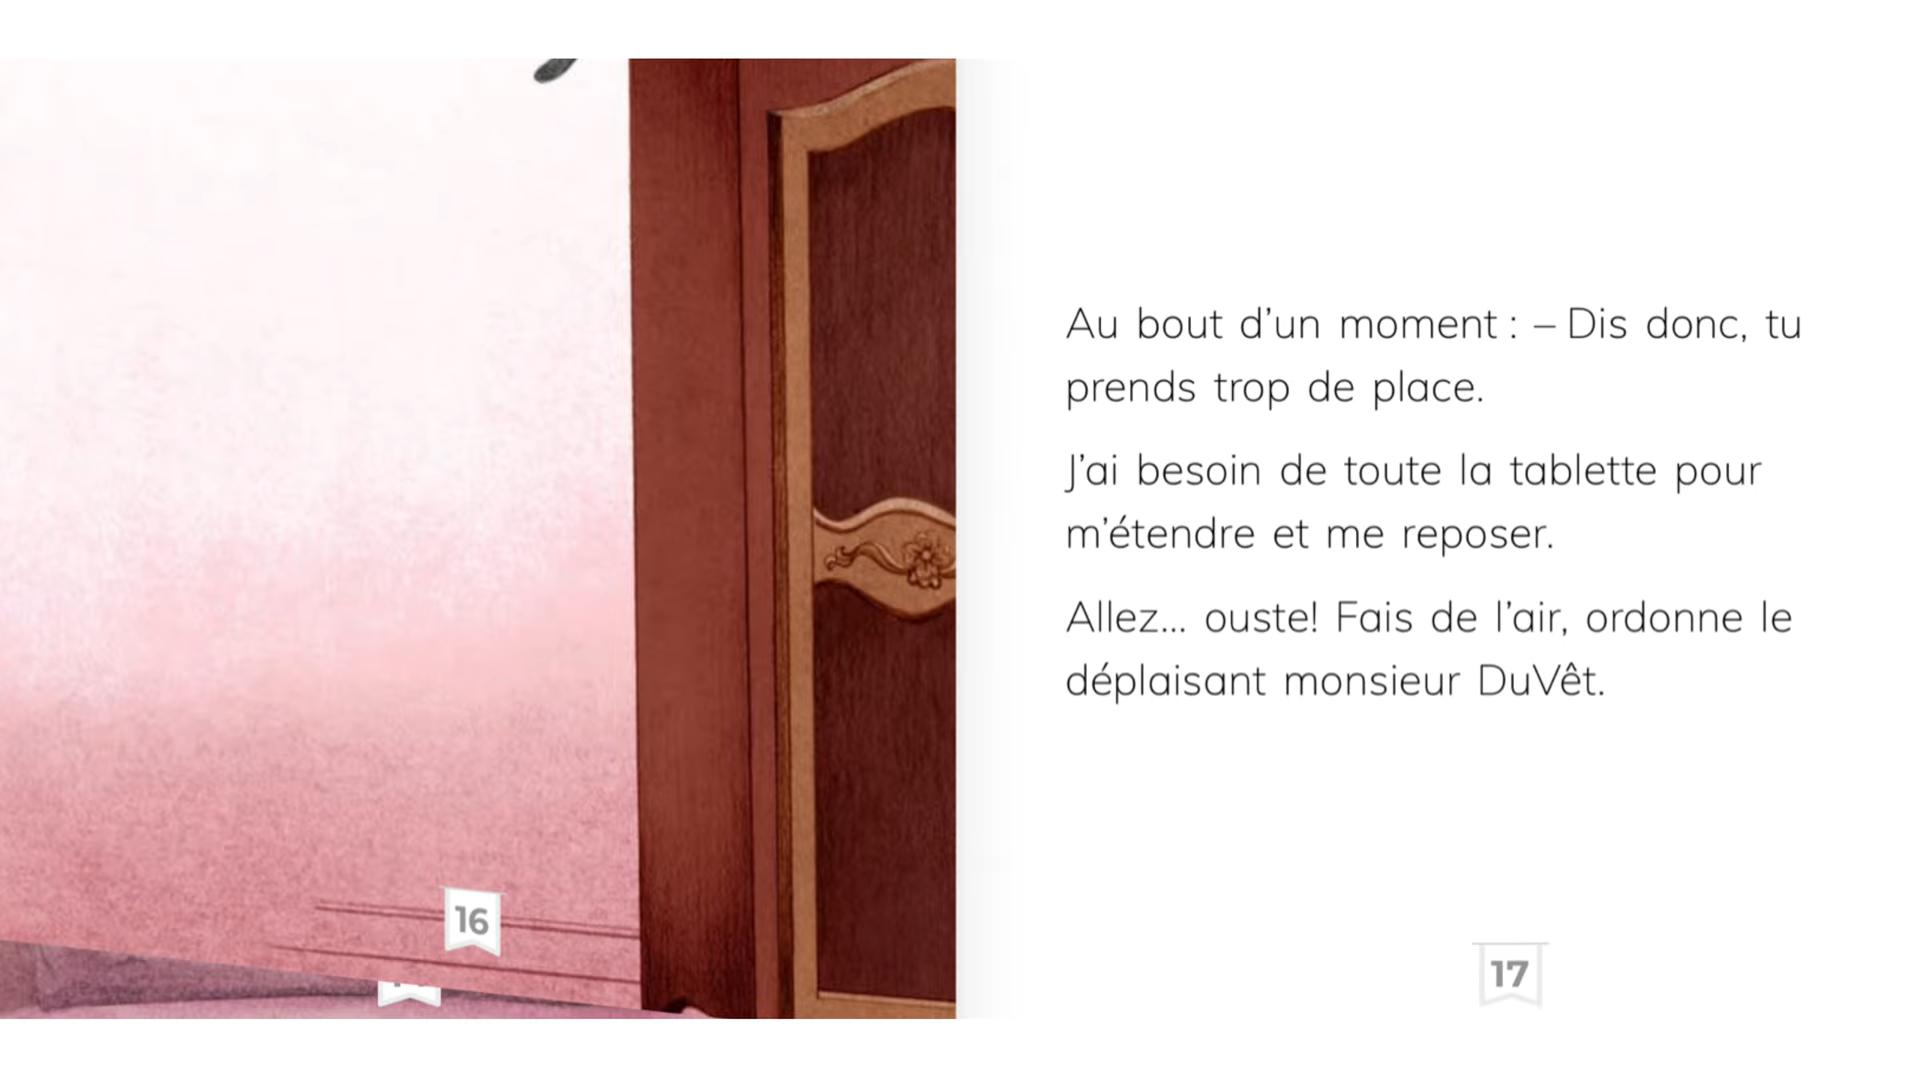 Au bout d’un moment : – Dis donc, tu
prends trop de place.
J’ai besoin de toute la tablette pour
m’étendre et me reposer.
Allez... ouste! Fais de l’air, ordonne le
déplaisant monsieur DuVêt.
16
17